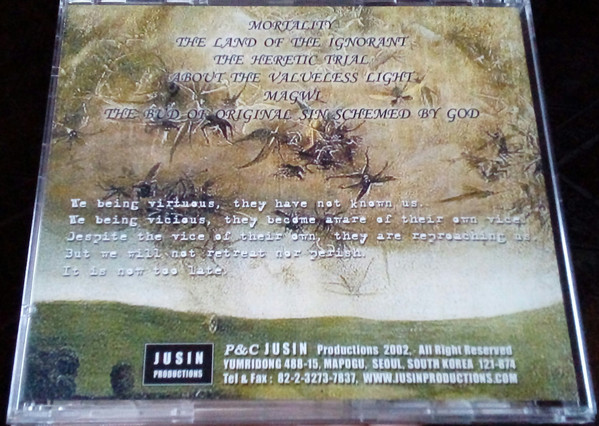 MORTALITY
THE LAND OF THE IGNORANT
THE HERETIC TRIAL
ABOUT THE VALUELESS LIGHT
MAGWI
THE BUD OF ORIGINAL SIN SCHEMED BY GOD
We being virtuous, they have not known us.
We being vicious, they become aware of their own vice.
Despite the vice of their own, they are reproaching us
But we will not retreat nor perish.
It is now too late.
JUSIN
PRODUCTIONS
P&C JUSIN Productions 2002, All Right Reserved
YUMRIDONG 488-15, MAPOGU, SEOUL, SOUTH KOREA 121-874
Tel & Fax : 82-2-3273-7637, WWW.JUSINPRODUCTIONS.COM